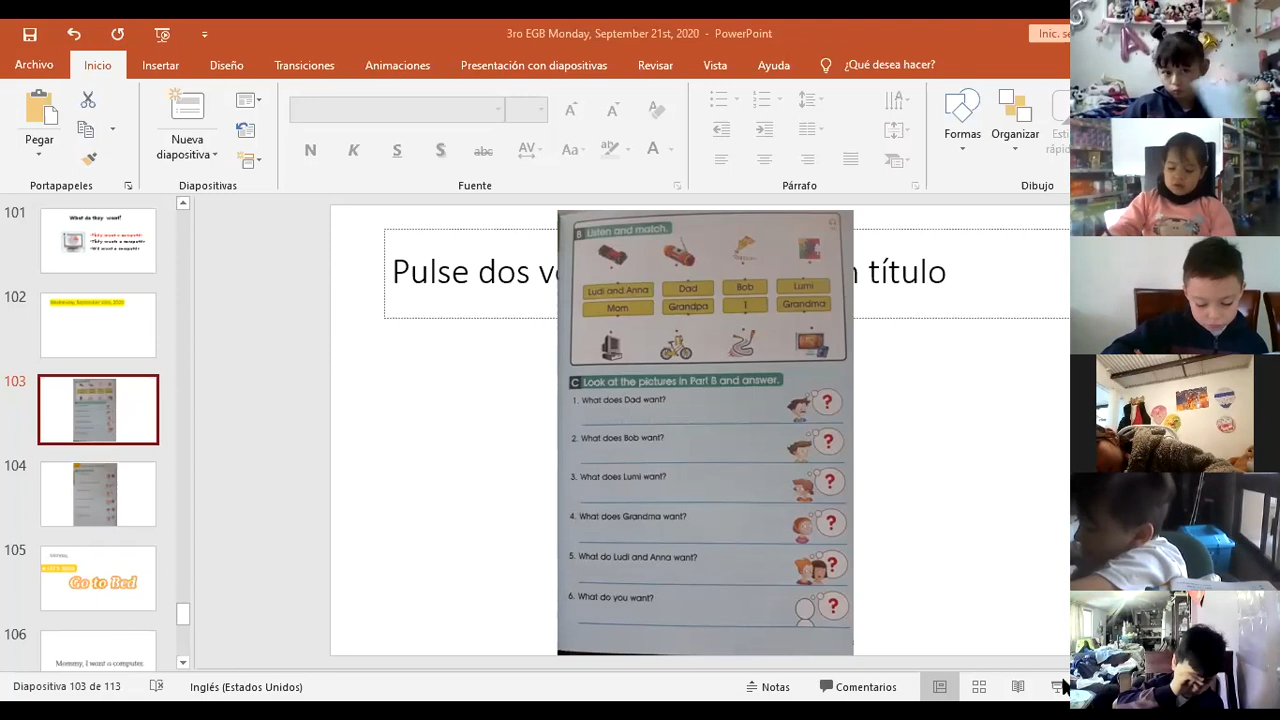 3ro EGB Monday, September 21st, 2020 - PowerPoint
Inic. se
Archivo Inicio Insertar Diseño Transiciones Animaciones Presentación con diapositivas Revisar Vista Ayuda ¿Qué desea hacer?
Pegar
Nueva
diapositiva
Formas Organizar
N K S S abc AV Aa A
Portapapeles Diapositivas Fuente Párrafo Dibujo
101
What do they want?
102
103
104
105
Go to Bed
106
Mommy, I want a computer.
Pulse dos
n título
B Listen and match.
Ludi and Anna Dad Bob Lumi
Mom Grandpa I Grandma
C Look at the pictures in Part B and answer.
1. What does Dad want?
2. What does Bob want?
3. What does Lumi want?
4. What does Grandma want?
5. What do Ludi and Anna want?
6. What do you want?
Diapositiva 103 de 113 Inglés (Estados Unidos) Notas Comentarios